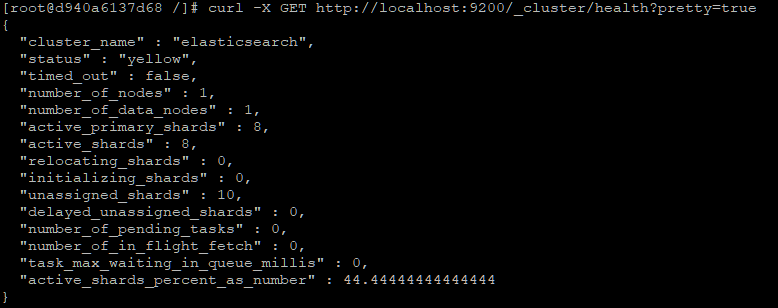 [root@d940a6137d68 /]# curl -X GET http://localhost:9200/_cluster/health?pretty=true
{
  "cluster_name" : "elasticsearch",
  "status" : "yellow",
  "timed_out" : false,
  "number_of_nodes" : 1,
  "number_of_data_nodes" : 1,
  "active_primary_shards" : 8,
  "active_shards" : 8,
  "relocating_shards" : 0,
  "initializing_shards" : 0,
  "unassigned_shards" : 10,
  "delayed_unassigned_shards" : 0,
  "number_of_pending_tasks" : 0,
  "number_of_in_flight_fetch" : 0,
  "task_max_waiting_in_queue_millis" : 0,
  "active_shards_percent_as_number" : 44.44444444444444
}